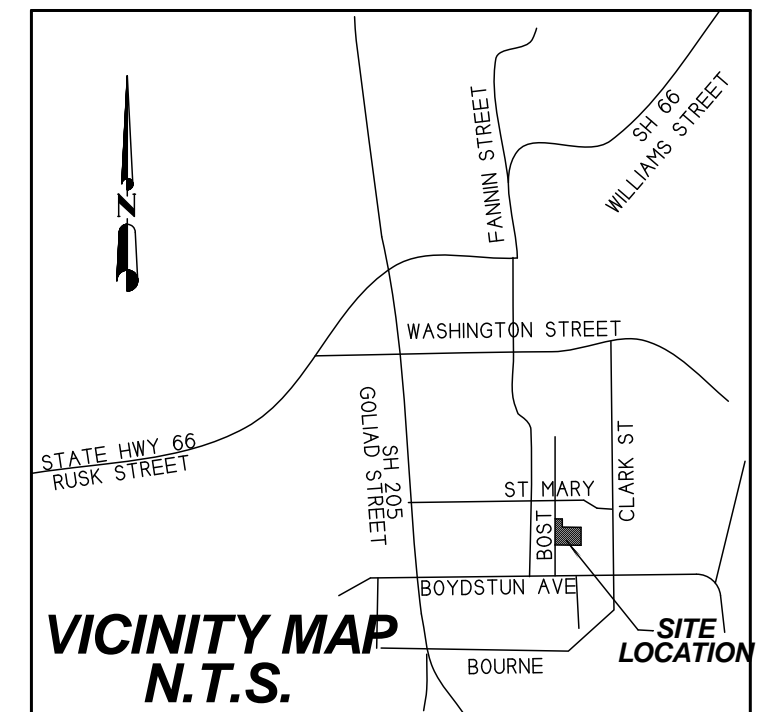 N
FANNIN STREET
SH 66
WILLIAMS STREET
WASHINGTON STREET
STATE HWY 66
RUSK STREET
GOLIAD STREET
SH 205
ST MARY
CLARK ST
BOST
BOYDSTUN AVE
BOURNE
SITE
LOCATION
VICINITY MAP
N.T.S.